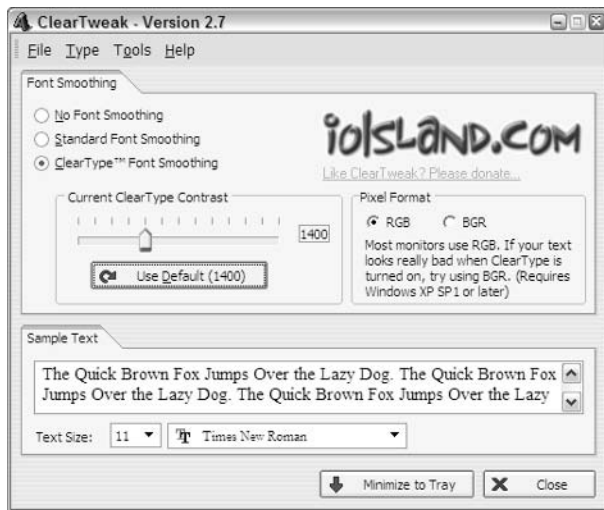 ClearTweak - Version 2.7
File Type Tools Help
Font Smoothing
No Font Smoothing
Standard Font Smoothing
ClearType™ Font Smoothing
ioIsLaND.com
Like ClearTweak? Please donate...
Current ClearType Contrast
1400
Use Default (1400)
Pixel Format
RGB BGR
Most monitors use RGB. If your text
looks really bad when ClearType is
turned on, try using BGR. (Requires
Windows XP SP1 or later)
Sample Text
The Quick Brown Fox Jumps Over the Lazy Dog. The Quick Brown Fox
Jumps Over the Lazy Dog. The Quick Brown Fox Jumps Over the Lazy
Text Size: 11 Times New Roman
Minimize to Tray Close